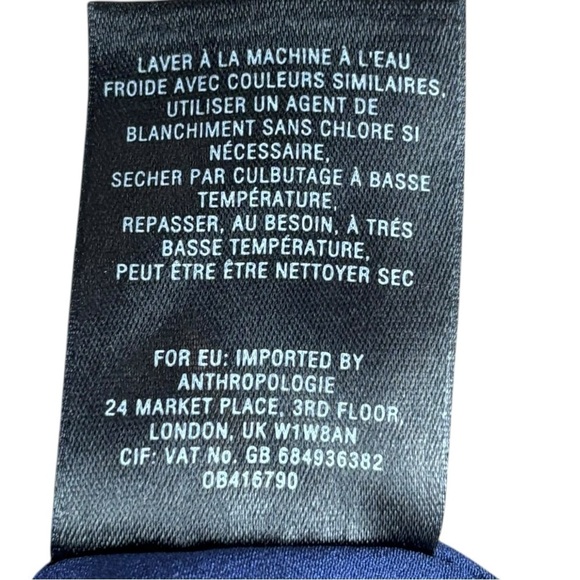 LAVER À LA MACHINE À L'EAU
FROIDE AVEC COULEURS SIMILAIRES,
UTILISER UN AGENT DE
BLANCHIMENT SANS CHLORE SI
NÉCESSAIRE,
SECHER PAR CULBUTAGE À BASSE
TEMPÉRATURE,
REPASSER, AU BESOIN, À TRÉS
BASSE TEMPÉRATURE,
PEUT ÊTRE ÊTRE NETTOYER SEC
FOR EU: IMPORTED BY
ANTHROPOLOGIE
24 MARKET PLACE, 3RD FLOOR,
LONDON, UK W1W8AN
CIF: VAT No. GB 684936382
OB416790